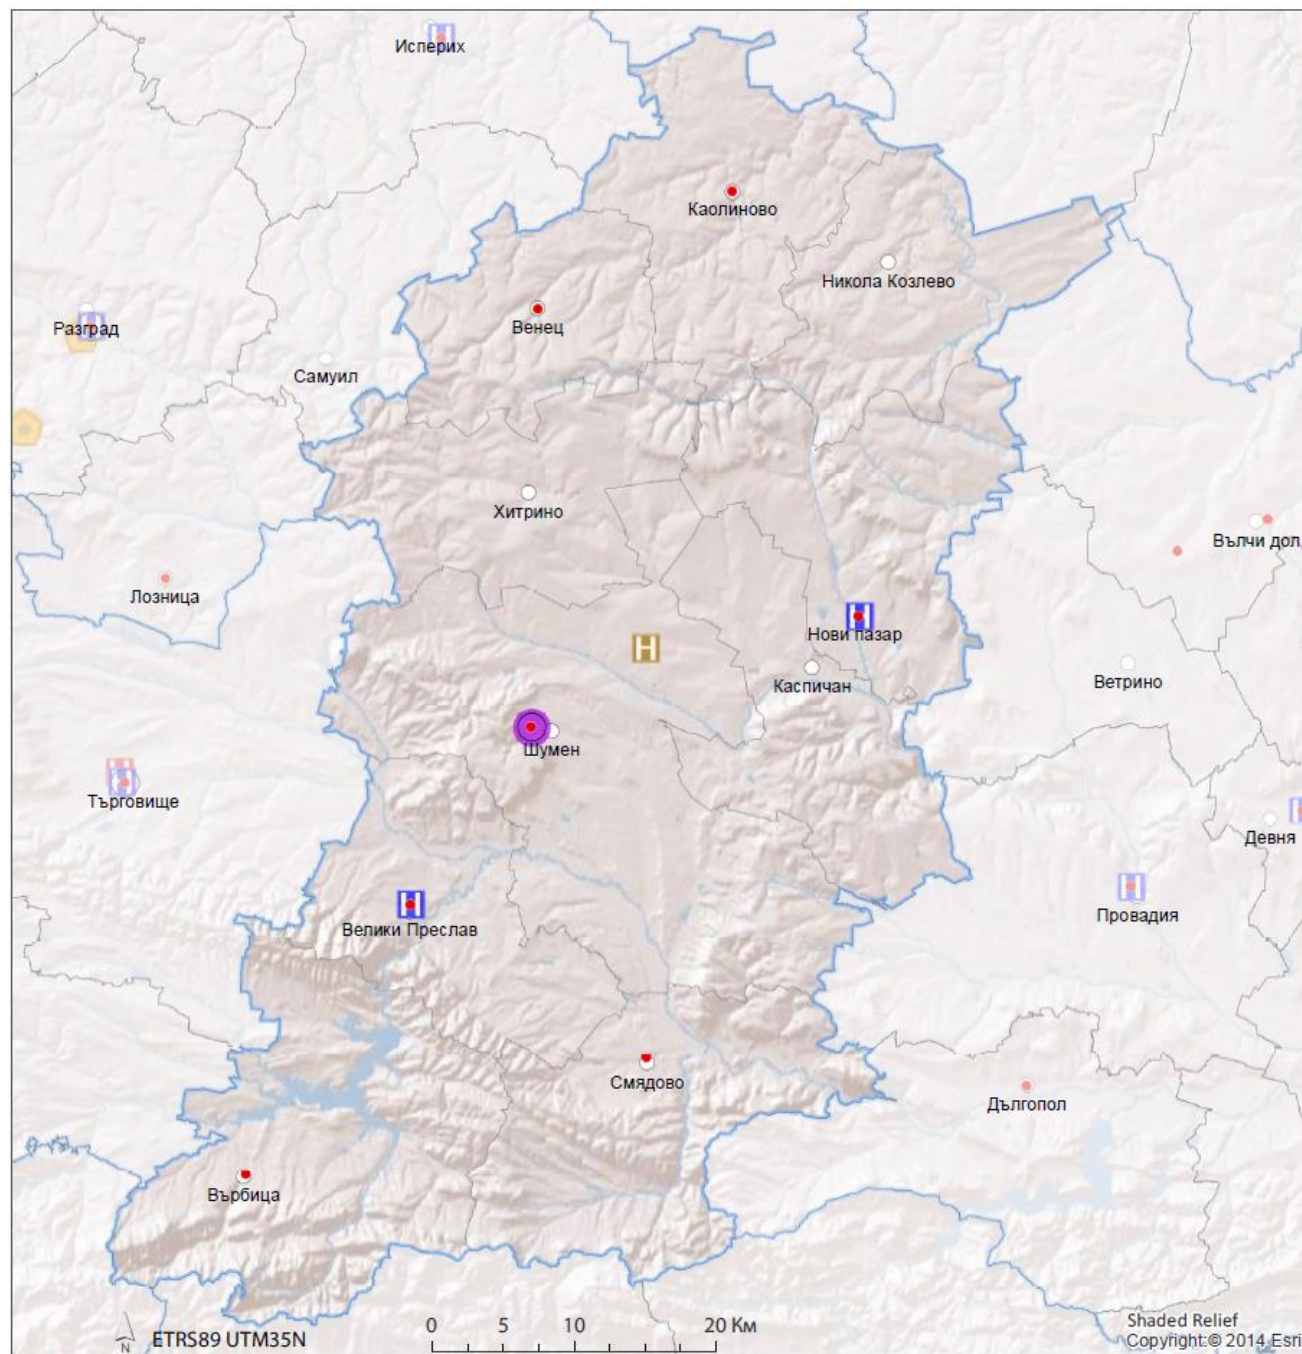 Исперих
Каолиново
Никола Козлево
Венец
Разград
Самуил
Хитрино
Вълчи дол
Лозница
Нови пазар
Каспичан
Ветрино
Шумен
Търговище
Девня
Провадия
Велики Преслав
Смядово
Дългопол
Върбица
0 5 10 20 Км
N
ETRS89 UTM35N
Shaded Relief
Copyright:© 2014 Esri